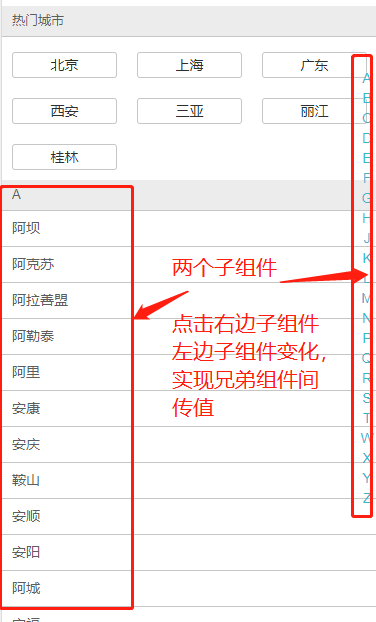 热门城市
北京 上海 广东
西安 三亚 丽江
桂林
A
阿坝
阿克苏
阿拉善盟
阿勒泰
阿里
安康
安庆
鞍山
安顺
安阳
阿城
两个子组件
点击右边子组件
左边子组件变化，
实现兄弟组件间
传值
A
B
C
D
E
F
G
H
J
K
L
M
N
P
Q
R
S
T
W
X
Y
Z